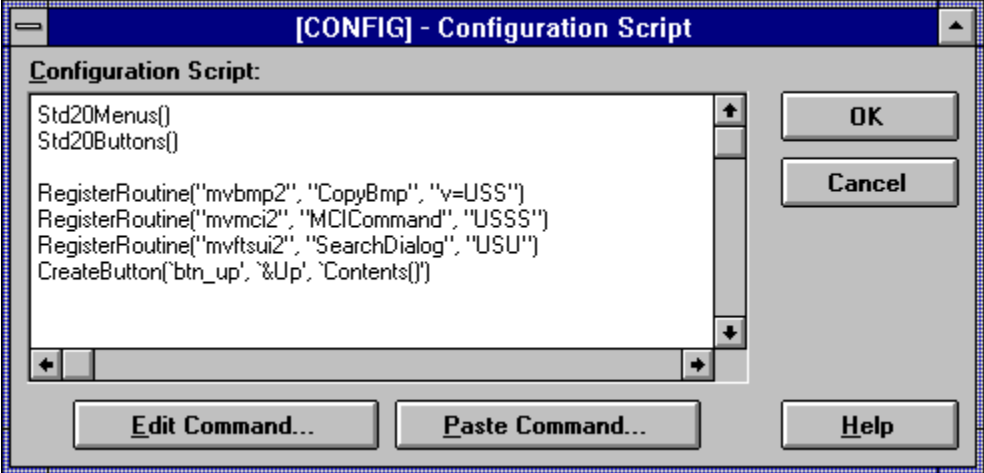 [CONFIG] - Configuration Script
Configuration Script:
Std20Menus()
Std20Buttons()
RegisterRoutine("mvbmp2", "CopyBmp", "v=USS")
RegisterRoutine("mvmci2", "MCICommand", "USSS")
RegisterRoutine("mvftsui2", "SearchDialog", "USU")
CreateButton(`btn_up', `&Up', `Contents()')
OK
Cancel
Edit Command...
Paste Command...
Help